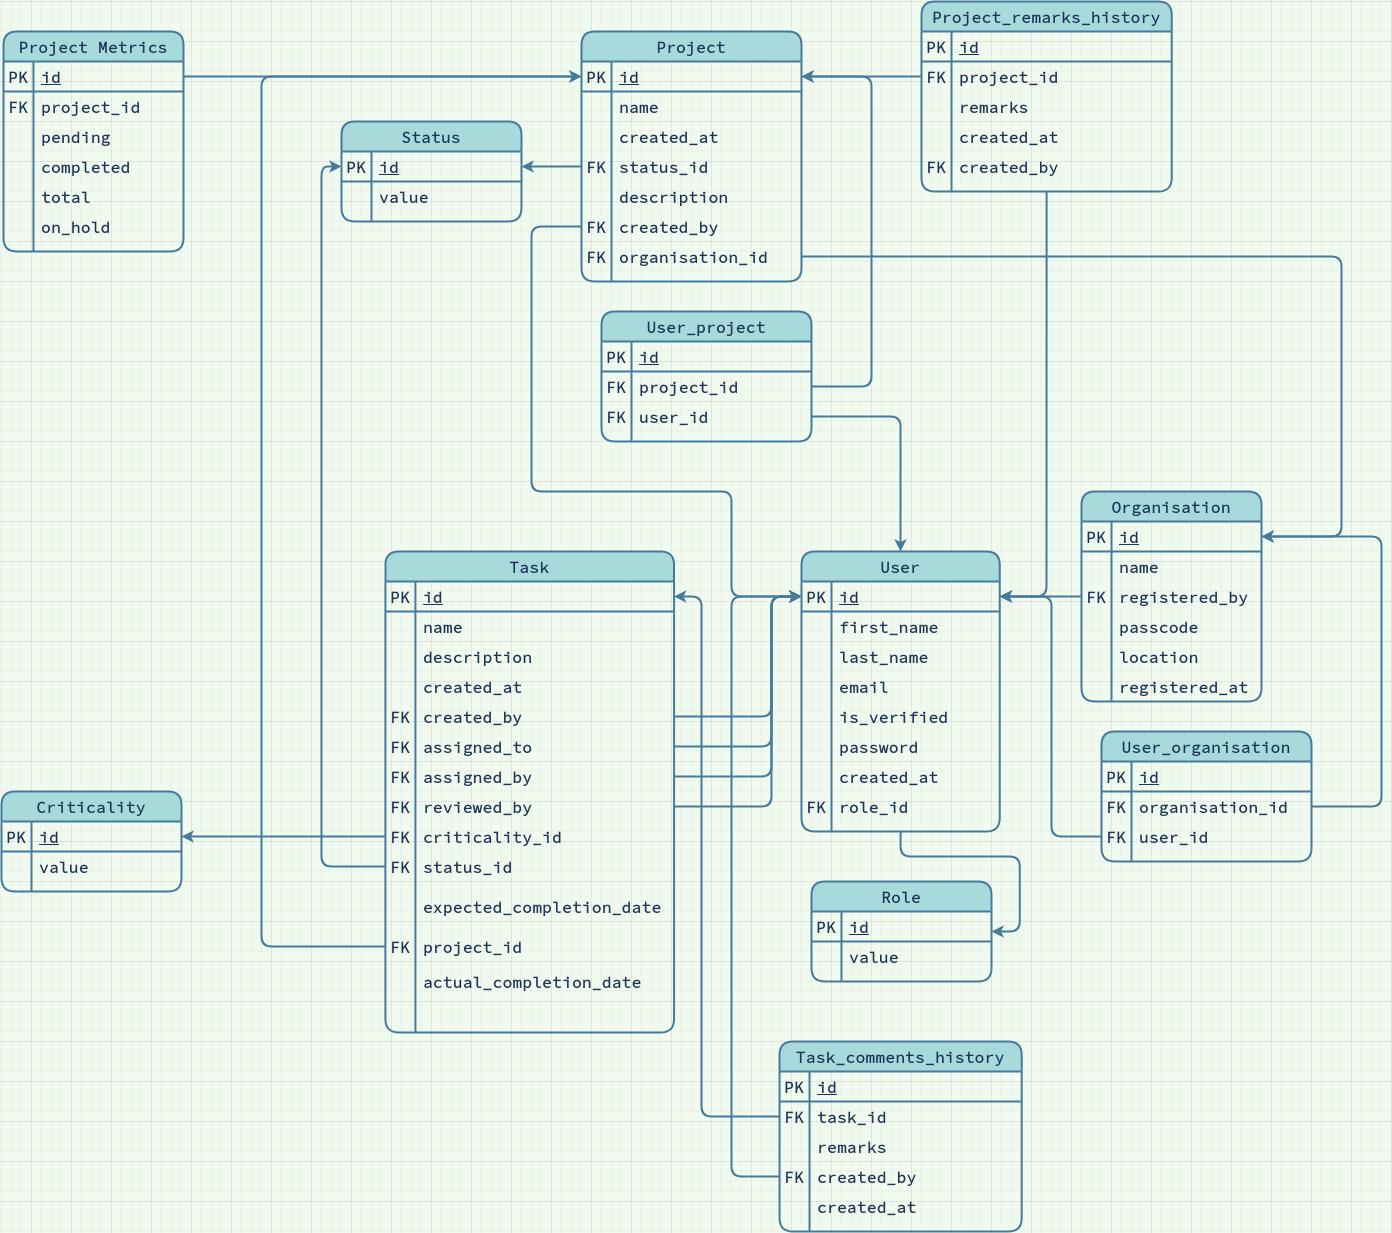 Project Metrics
PK id
FK project_id
pending
completed
total
on_hold
Status
PK id
value
Project
PK id
name
created_at
FK status_id
description
FK created_by
FK organisation_id
Project_remarks_history
PK id
FK project_id
remarks
created_at
FK created_by
User_project
PK id
FK project_id
FK user_id
Organisation
PK id
name
FK registered_by
passcode
location
registered_at
Task
PK id
name
description
created_at
FK created_by
FK assigned_to
FK assigned_by
FK reviewed_by
FK criticality_id
FK status_id
expected_completion_date
FK project_id
actual_completion_date
User
PK id
first_name
last_name
email
is_verified
password
created_at
FK role_id
User_organisation
PK id
FK organisation_id
FK user_id
Criticality
PK id
value
Role
PK id
value
Task_comments_history
PK id
FK task_id
remarks
FK created_by
created_at